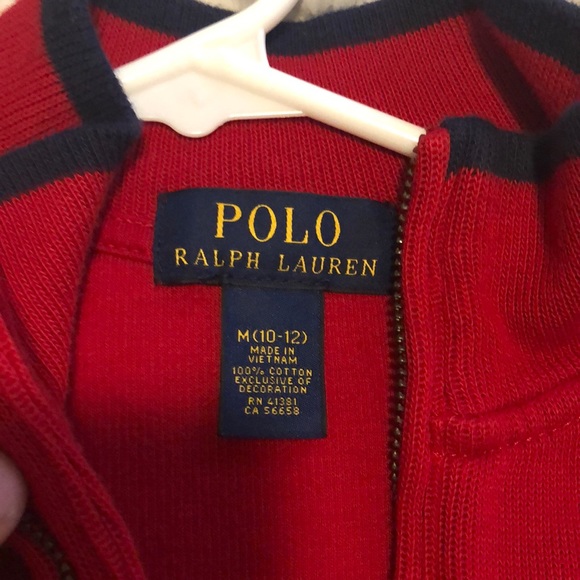 POLO
RALPH LAUREN
M(10-12)
MADE IN
VIETNAM
100% COTTON
EXCLUSIVE OF
DECORATION
RN 41381
CA 56658